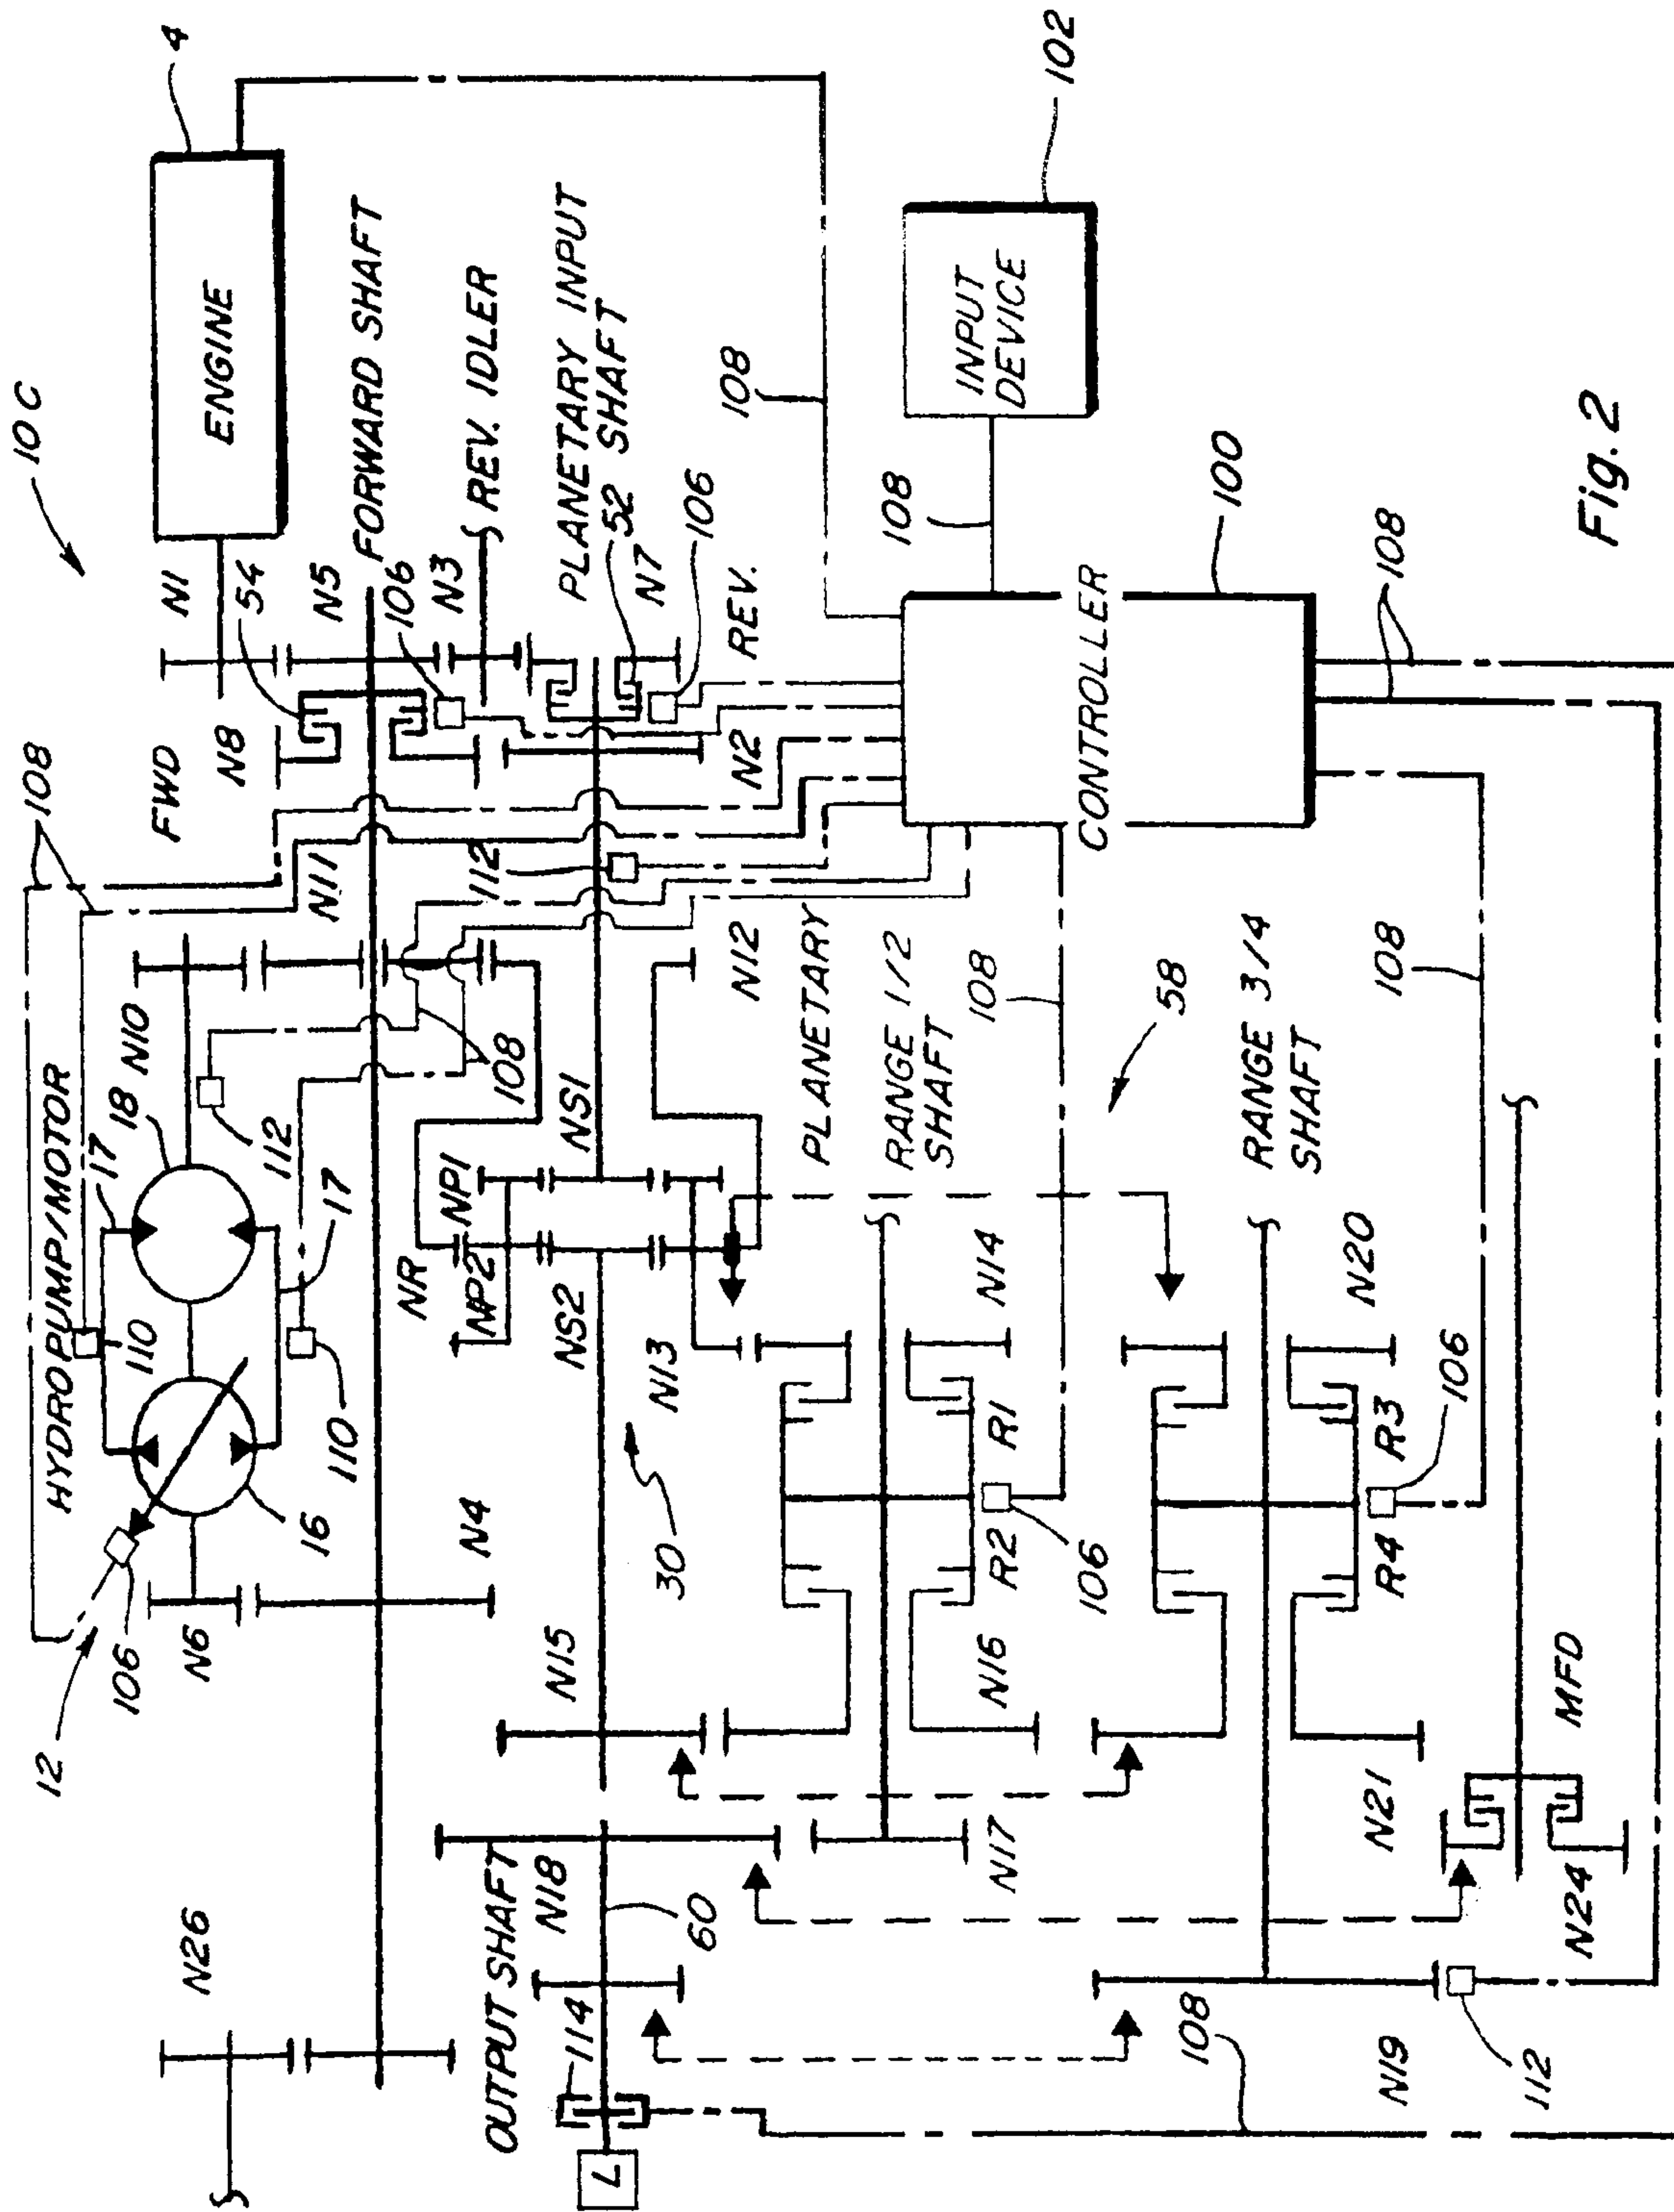 10C
4
ENGINE
N1
54
FORWARD SHAFT
N5
106
N3
REV. IDLER
PLANETARY INPUT
52 SHAFT
N7
106
REV.
108
INPUT
DEVICE
102
108
CONTROLLER
100
108
FWD
N8
N2
108
N11
112
HYDROPUMP/MOTOR
N10
18
17
112
17
110
110
16
106
12
N6
N4
108
N12
PLANETARY
NS1
NP1
NR
NP2
NS2
N13
30
RANGE 1/2
SHAFT
108
58
N14
R1
R2
106
N15
N16
RANGE 3/4
SHAFT
108
N20
R3
R4
106
N21
MFD
N24
N17
N26
OUTPUT SHAFT
N18
60
114
L
N19
112
108
Fig. 2